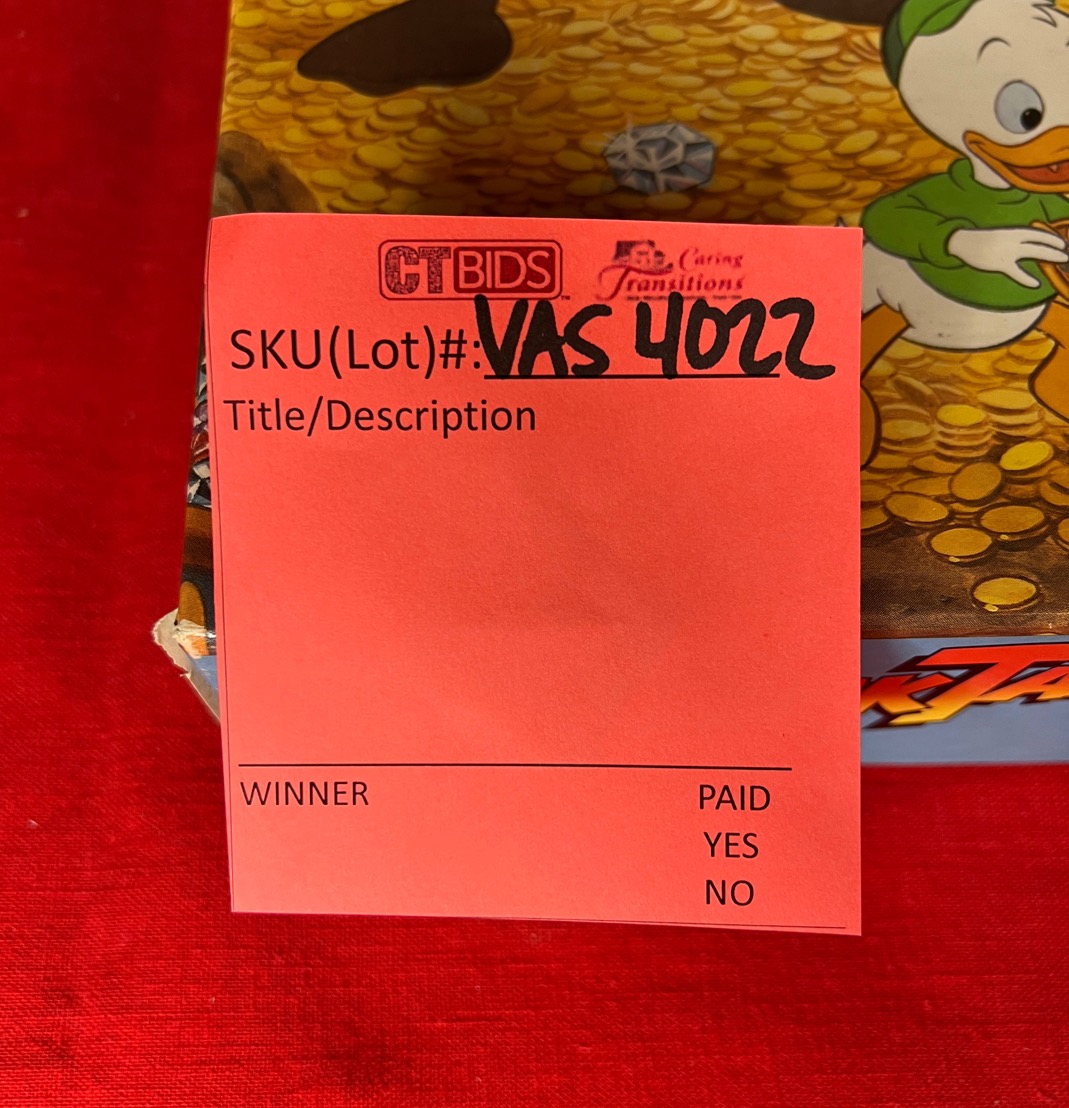 CTBIDS
Caring
Transitions
SKU(Lot)#: VAS 4022
Title/Description
WINNER PAID
YES
NO